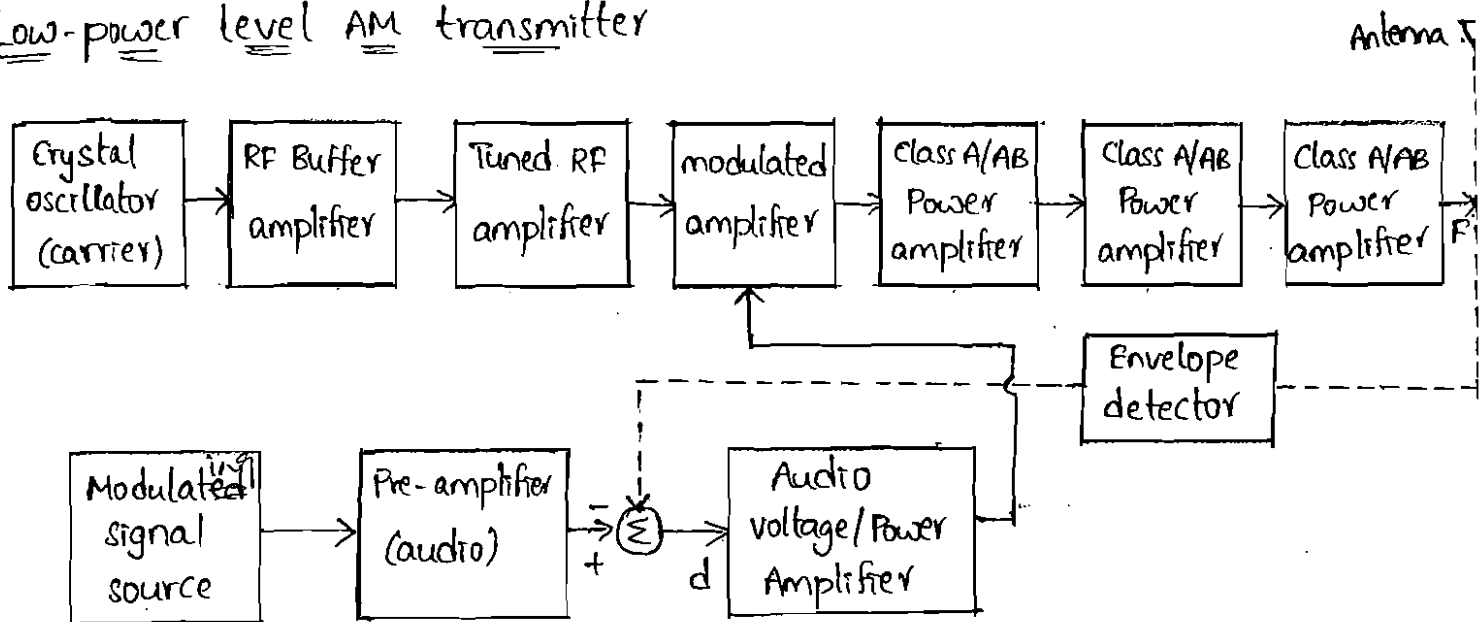 Low-power level AM transmitter
Antenna
Crystal
oscillator
(carrier)
RF Buffer
amplifier
Tuned RF
amplifier
modulated
amplifier
Class A/AB
Power
amplifier
Class A/AB
Power
amplifier
Class A/AB
Power
amplifier
F
Envelope
detector
Modulating
signal
source
Pre-amplifier
(audio)
-
+
Σ
d
Audio
voltage/Power
Amplifier